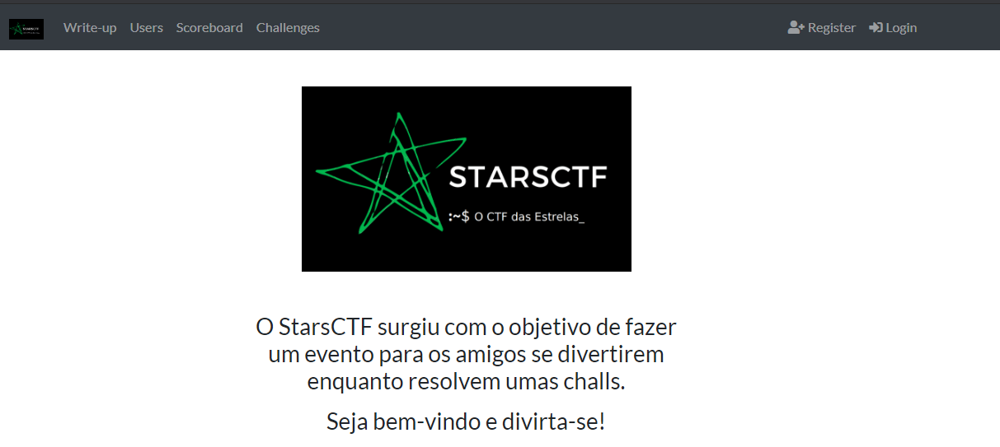 Write-up Users Scoreboard Challenges Register Login
STARSCTF
:~$ O CTF das Estrelas_
O StarsCTF surgiu com o objetivo de fazer
um evento para os amigos se divertirem
enquanto resolvem umas challs.
Seja bem-vindo e divirta-se!